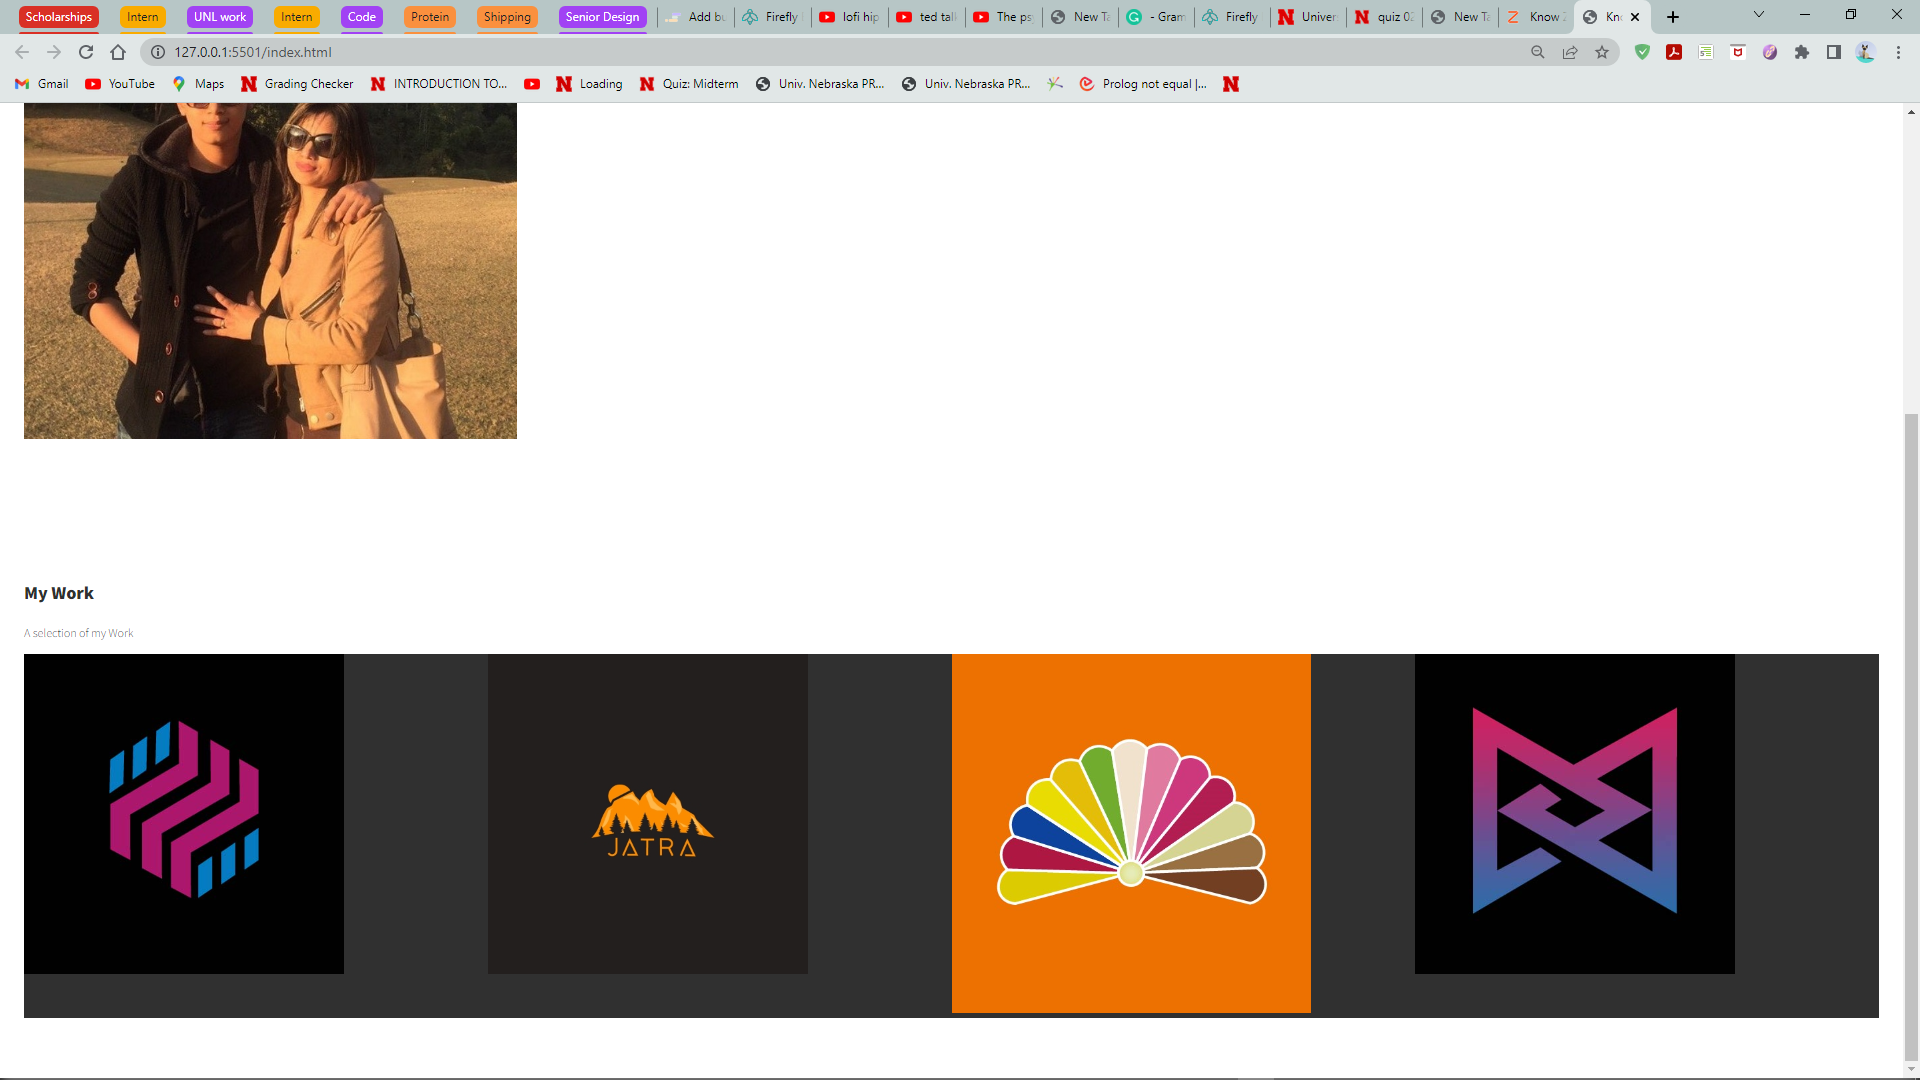 Scholarships Intern UNL work Intern Code Protein Shipping Senior Design Add bu Firefly lofi hip ted talk The ps New Ta - Gram Firefly Univer quiz 02 New Ta Know
127.0.0.1:5501/index.html
Gmail YouTube Maps Grading Checker INTRODUCTION TO... Loading Quiz: Midterm Univ. Nebraska PR... Univ. Nebraska PR... Prolog not equal |...
My Work
A selection of my Work
JATRA